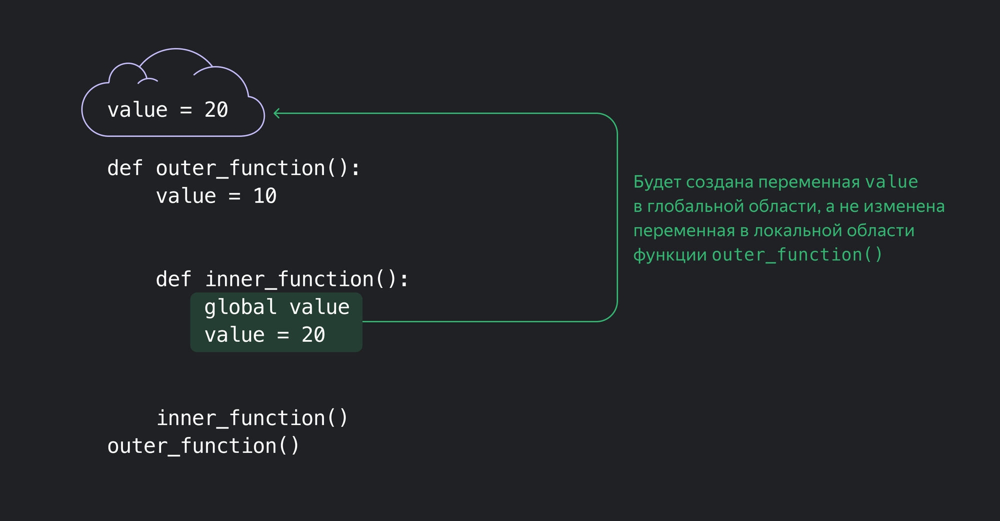 value = 20
def outer_function():
    value = 10
    def inner_function():
        global value
        value = 20
    inner_function()
outer_function()
Будет создана переменная value
в глобальной области, а не изменена
переменная в локальной области
функции outer_function()